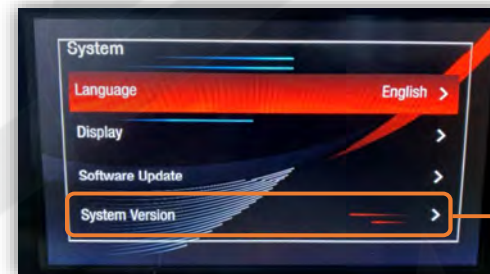 System
Language English
Display
Software Update
System Version